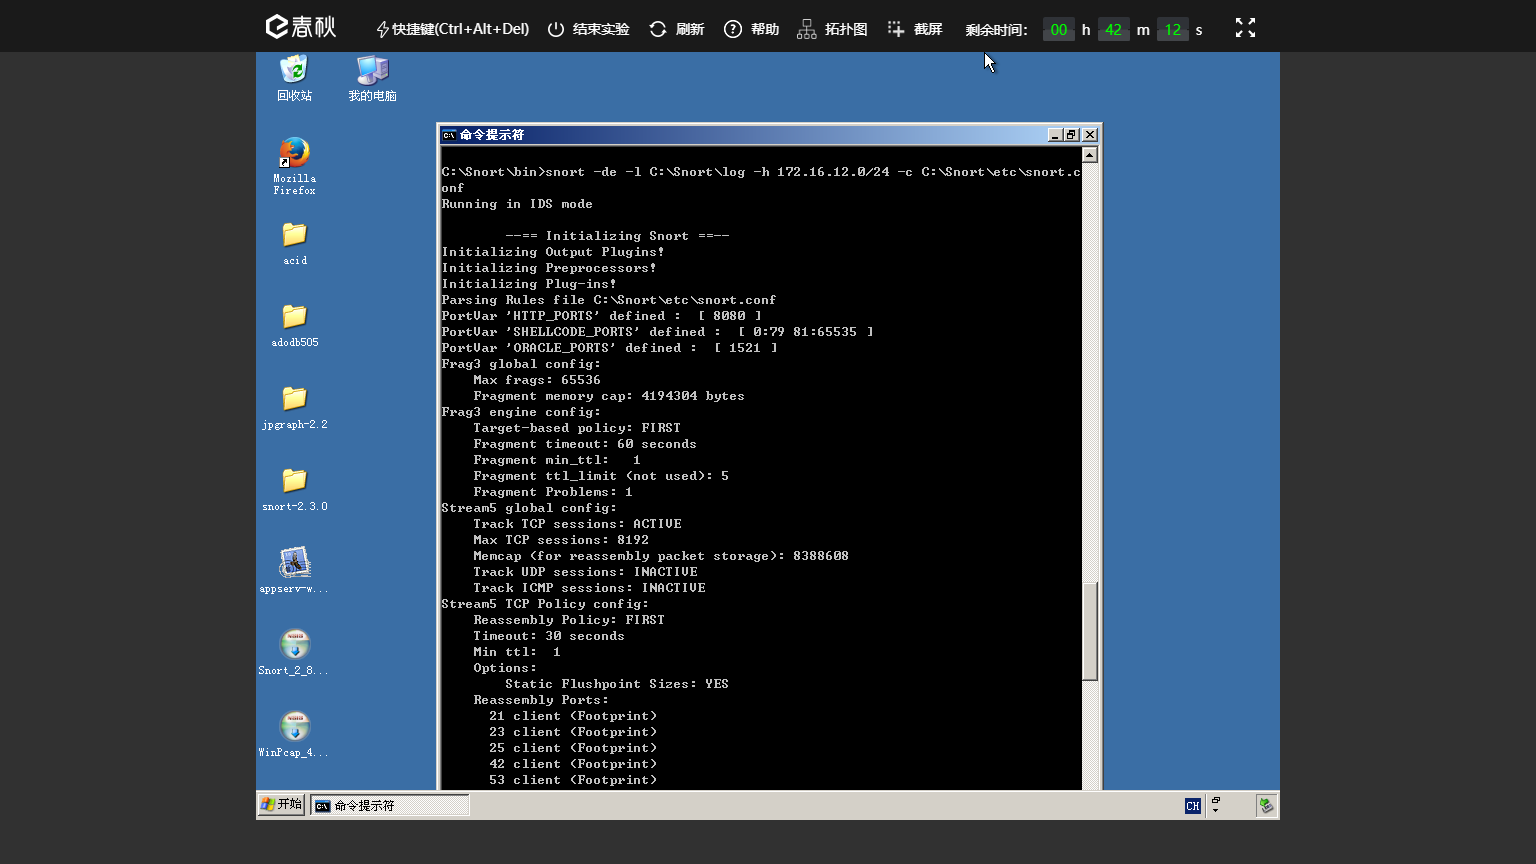 春秋
快捷键(Ctrl+Alt+Del)
结束实验
刷新
帮助
拓扑图
截屏
剩余时间: 00 h 42 m 12 s
回收站
我的电脑
Mozilla
Firefox
acid
adodb505
jpgraph-2.2
snort-2.3.0
appserv-w...
Snort_2_8...
WinPcap_4...
命令提示符
C:\Snort\bin>snort -de -l C:\Snort\log -h 172.16.12.0/24 -c C:\Snort\etc\snort.c
onf
Running in IDS mode
--== Initializing Snort ==--
Initializing Output Plugins!
Initializing Preprocessors!
Initializing Plug-ins!
Parsing Rules file C:\Snort\etc\snort.conf
PortVar 'HTTP_PORTS' defined :  [ 8080 ]
PortVar 'SHELLCODE_PORTS' defined :  [ 0:79 81:65535 ]
PortVar 'ORACLE_PORTS' defined :  [ 1521 ]
Frag3 global config:
Max frags: 65536
Fragment memory cap: 4194304 bytes
Frag3 engine config:
Target-based policy: FIRST
Fragment timeout: 60 seconds
Fragment min_ttl:   1
Fragment ttl_limit (not used): 5
Fragment Problems: 1
Stream5 global config:
Track TCP sessions: ACTIVE
Max TCP sessions: 8192
Memcap (for reassembly packet storage): 8388608
Track UDP sessions: INACTIVE
Track ICMP sessions: INACTIVE
Stream5 TCP Policy config:
Reassembly Policy: FIRST
Timeout: 30 seconds
Min ttl:  1
Options:
Static Flushpoint Sizes: YES
Reassembly Ports:
21 client (Footprint)
23 client (Footprint)
25 client (Footprint)
42 client (Footprint)
53 client (Footprint)
开始
命令提示符
CH